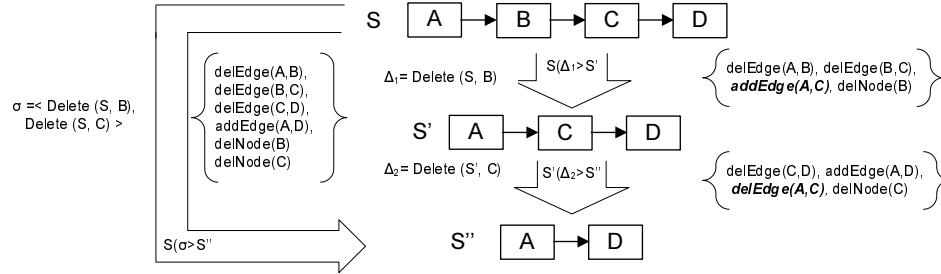 S A B C D
Δ1= Delete (S, B) S(Δ1>S'
delEdge(A,B), delEdge(B,C),
addEdge(A,C), delNode(B)
σ =< Delete (S, B),
Delete (S, C) >
delEdge(A,B),
delEdge(B,C),
delEdge(C,D),
addEdge(A,D),
delNode(B)
delNode(C)
S' A C D
Δ2= Delete (S', C) S'(Δ2>S''
delEdge(C,D), addEdge(A,D),
delEdge(A,C), delNode(C)
S(σ>S''
S'' A D